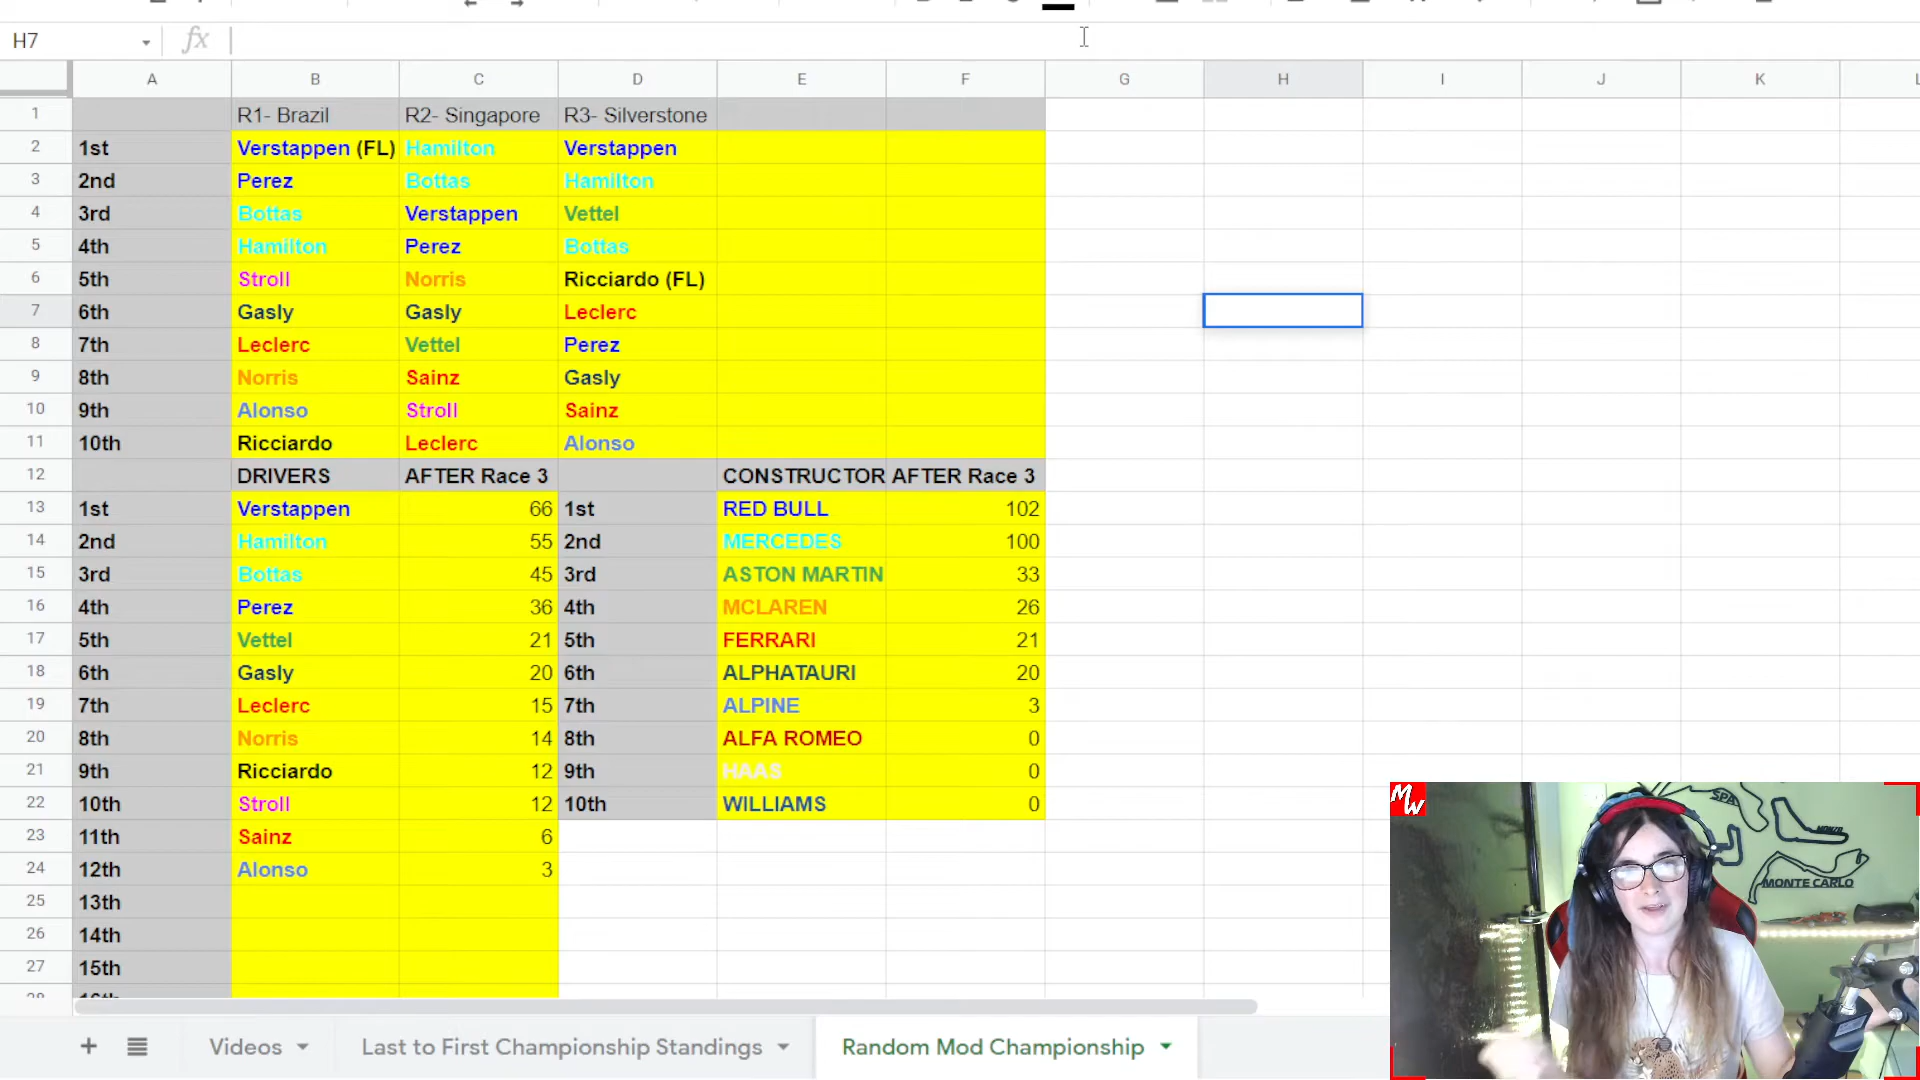 H7 fx
A B C D E F G H I J K
1 R1- Brazil R2- Singapore R3- Silverstone
2 1st Verstappen (FL) Hamilton Verstappen
3 2nd Perez Bottas Hamilton
4 3rd Bottas Verstappen Vettel
5 4th Hamilton Perez Bottas
6 5th Stroll Norris Ricciardo (FL)
7 6th Gasly Gasly Leclerc
8 7th Leclerc Vettel Perez
9 8th Norris Sainz Gasly
10 9th Alonso Stroll Sainz
11 10th Ricciardo Leclerc Alonso
12 DRIVERS AFTER Race 3 CONSTRUCTOR AFTER Race 3
13 1st Verstappen 66 1st RED BULL 102
14 2nd Hamilton 55 2nd MERCEDES 100
15 3rd Bottas 45 3rd ASTON MARTIN 33
16 4th Perez 36 4th MCLAREN 26
17 5th Vettel 21 5th FERRARI 21
18 6th Gasly 20 6th ALPHATAURI 20
19 7th Leclerc 15 7th ALPINE 3
20 8th Norris 14 8th ALFA ROMEO 0
21 9th Ricciardo 12 9th HAAS 0
22 10th Stroll 12 10th WILLIAMS 0
23 11th Sainz 6
24 12th Alonso 3
25 13th
26 14th
27 15th
28 16th
MW
SPA
MONZA
MONTE CARLO
+ Videos Last to First Championship Standings Random Mod Championship